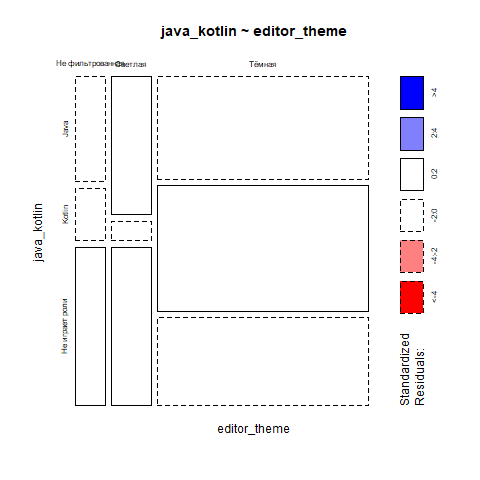 java_kotlin ~ editor_theme
Не фильтрованная
Светлая
Тёмная
Java
Kotlin
Не играет роли
java_kotlin
editor_theme
>4
2:4
0:2
-2:0
-4:-2
<-4
Standardized
Residuals: